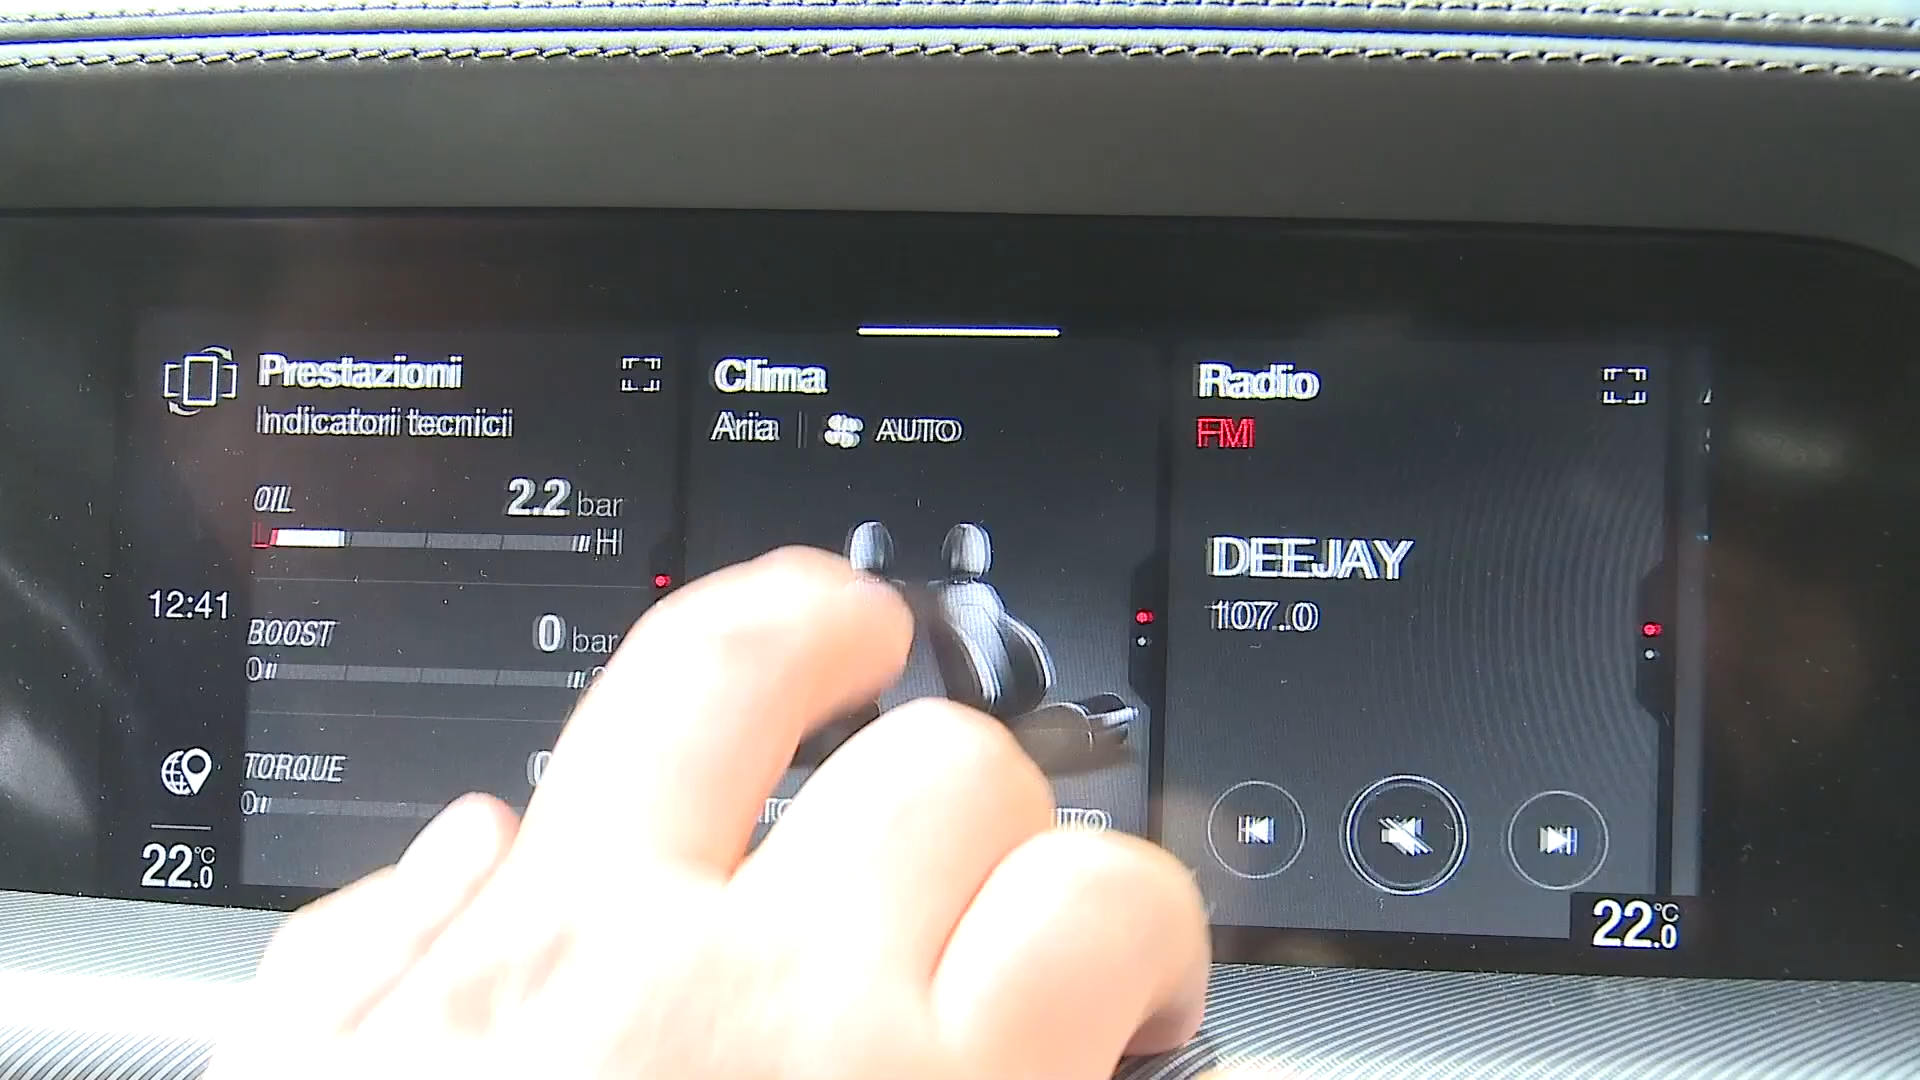 Prestazioni
Indicatori tecnici
OIL 2.2 bar
L H
12:41
BOOST 0 bar
0
TORQUE 0
0
22.0 °C
Clima
Aria AUTO
Radio
FM
DEEJAY
107.0
22.0 °C